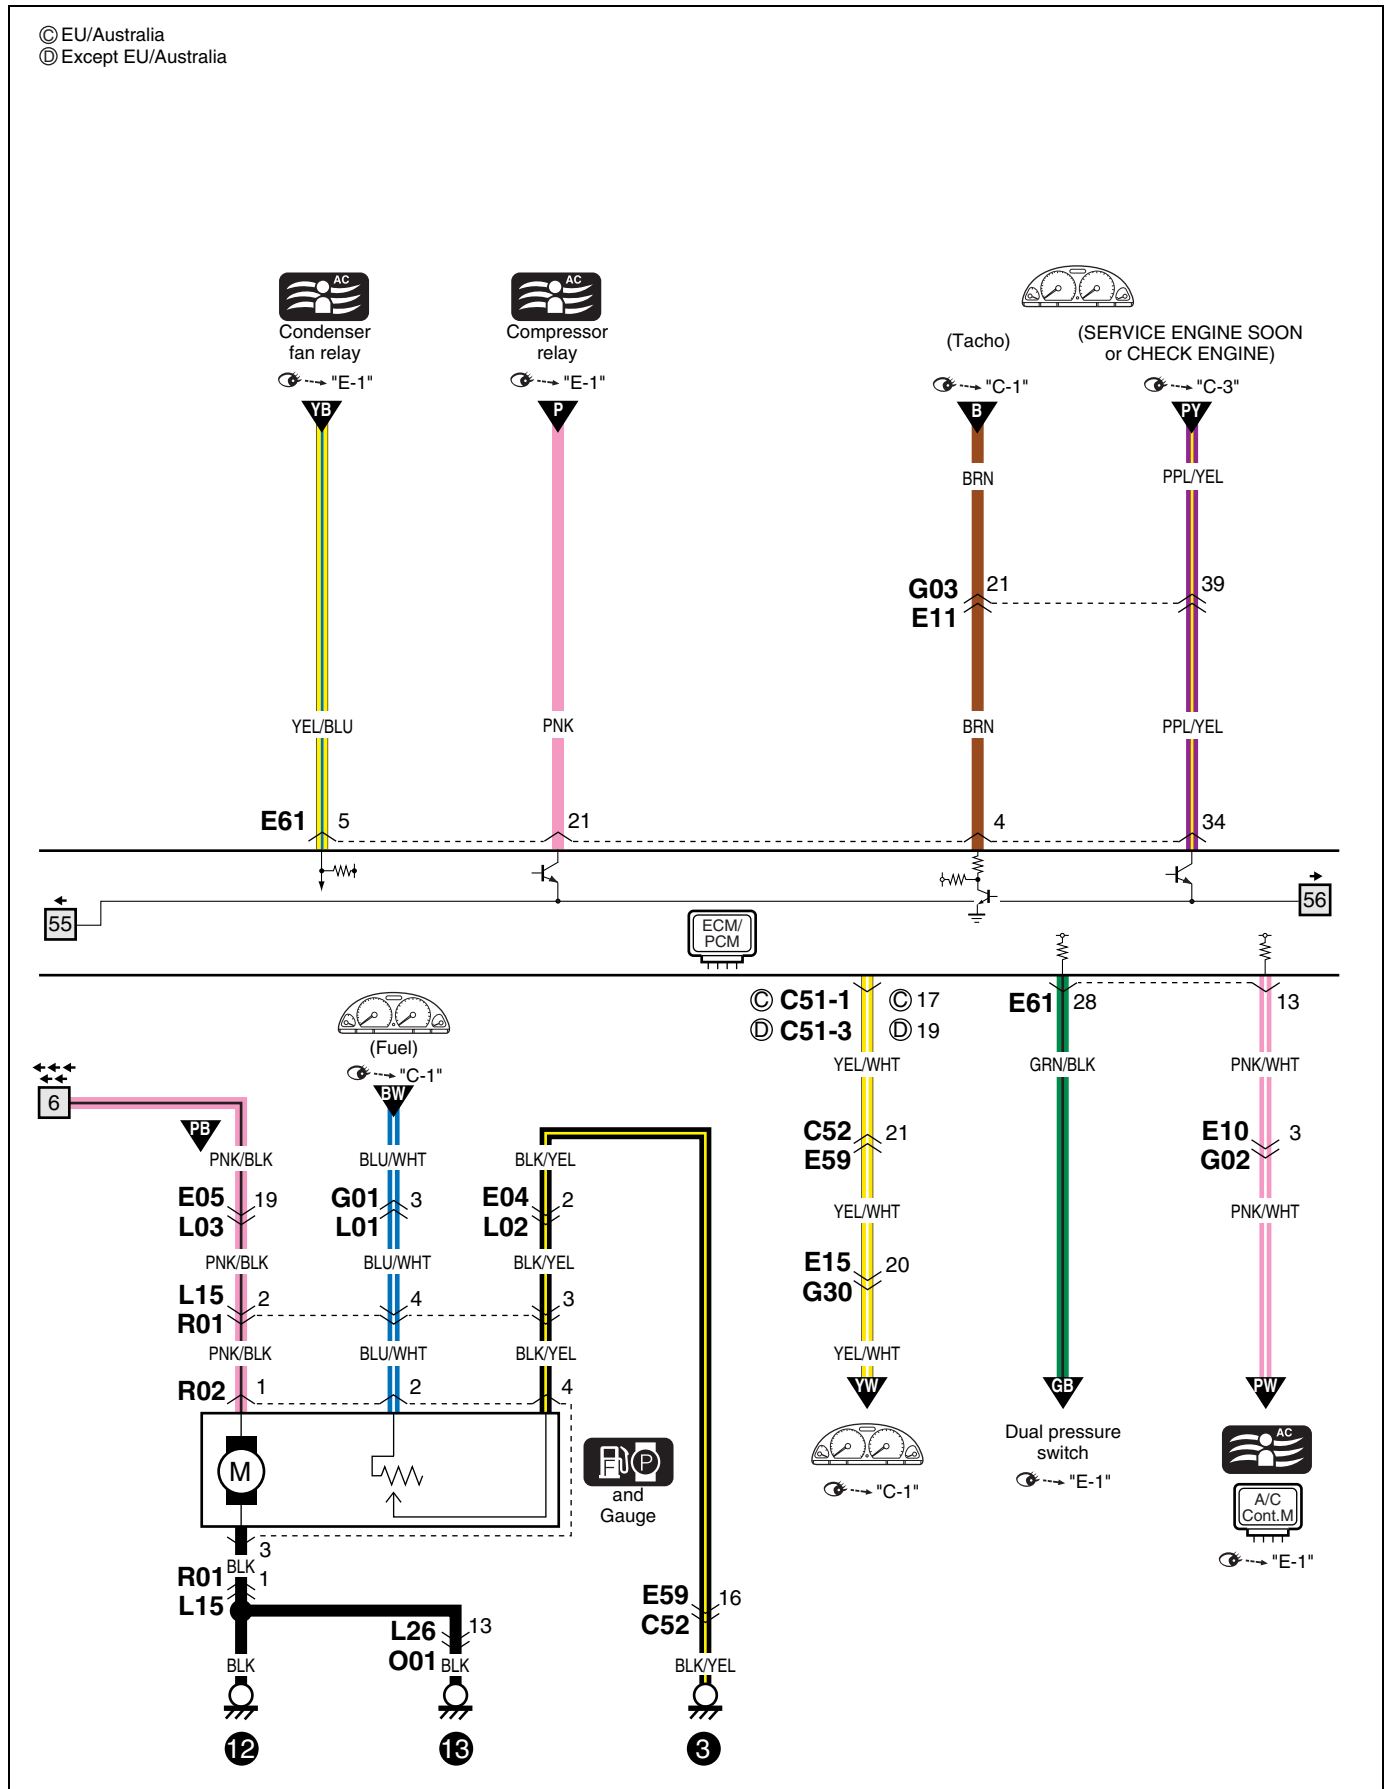 Ⓒ EU/Australia
Ⓓ Except EU/Australia
AC
AC
Condenser
fan relay
Compressor
relay
(Tacho)
(SERVICE ENGINE SOON
or CHECK ENGINE)
"E-1"
"E-1"
"C-1"
"C-3"
YB
P
B
PY
BRN
PPL/YEL
G03
E11
21
39
YEL/BLU
PNK
BRN
PPL/YEL
E61
5
21
4
34
55
ECM/
PCM
56
Ⓒ C51-1
Ⓒ 17
Ⓓ C51-3
Ⓓ 19
E61
28
13
(Fuel)
"C-1"
YEL/WHT
GRN/BLK
PNK/WHT
6
PB
BW
PNK/BLK
BLU/WHT
BLK/YEL
C52
E59
21
E10
G02
3
E05
L03
19
G01
L01
3
E04
L02
2
YEL/WHT
PNK/WHT
PNK/BLK
BLU/WHT
BLK/YEL
E15
G30
20
L15
R01
2
4
3
PNK/BLK
BLU/WHT
BLK/YEL
YEL/WHT
R02
1
2
4
YW
GB
PW
M
F
P
and
Gauge
Dual pressure
switch
"C-1"
"E-1"
AC
A/C
Cont.M
"E-1"
3
BLK
R01
L15
1
L26
O01
13
E59
C52
16
BLK
BLK
BLK/YEL
12
13
3